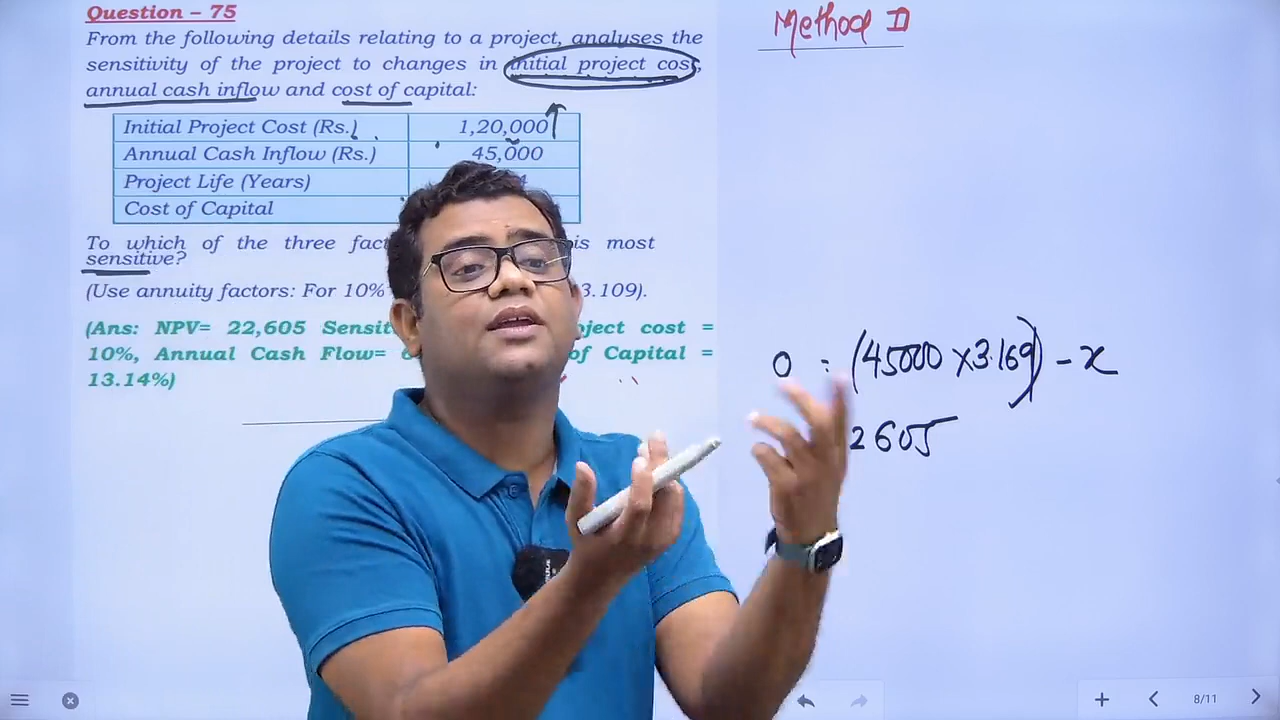 Question – 75
From the following details relating to a project, analyses the
sensitivity of the project to changes in initial project cost,
annual cash inflow and cost of capital:
Initial Project Cost (Rs.) 1,20,000
Annual Cash Inflow (Rs.) 45,000
Project Life (Years) 4
Cost of Capital
To which of the three is most
sensitive?
(Use annuity factors: For 10% 3.109).
(Ans: NPV= 22,605 project cost =
10%, Annual Cash Flow= of Capital =
13.14%)
Method II
0 = (45000 × 3.169) - x
2605
8/11